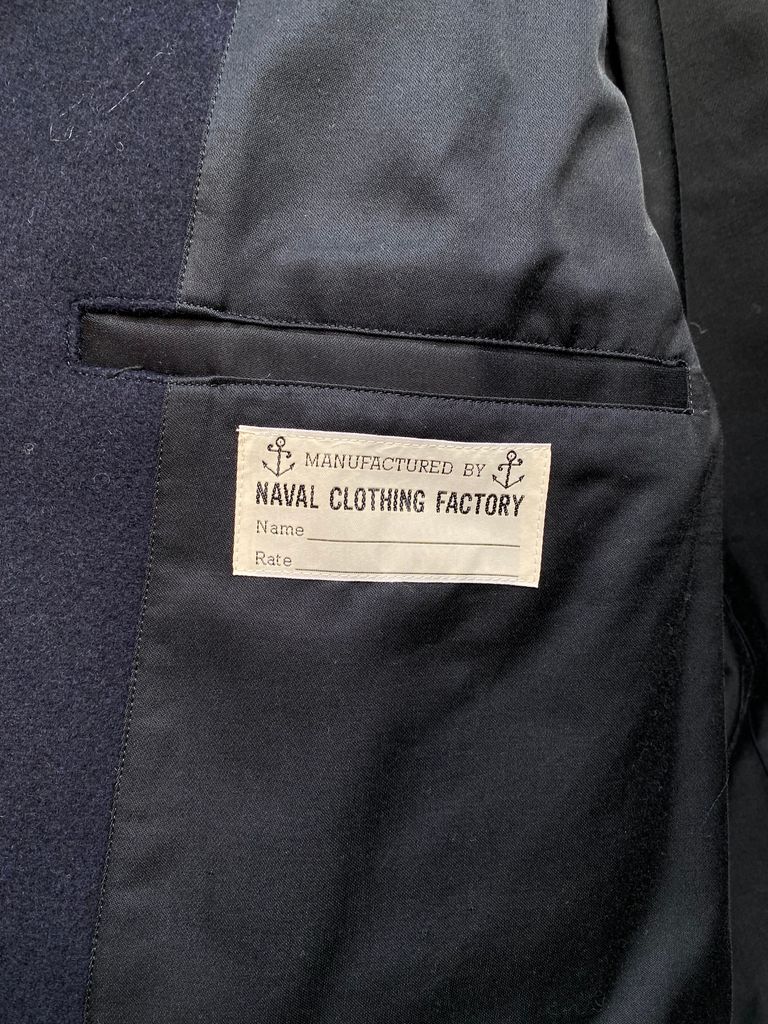 MANUFACTURED BY
NAVAL CLOTHING FACTORY
Name
Rate